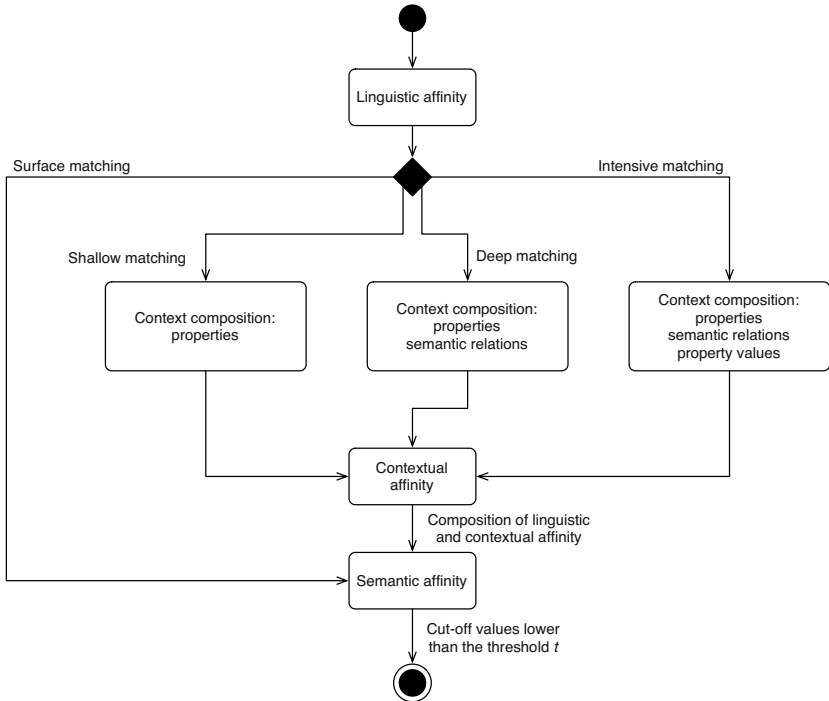 Linguistic affinity
Surface matching
Intensive matching
Shallow matching
Deep matching
Context composition:
properties
Context composition:
properties
semantic relations
Context composition:
properties
semantic relations
property values
Contextual
affinity
Composition of linguistic
and contextual affinity
Semantic affinity
Cut-off values lower
than the threshold t